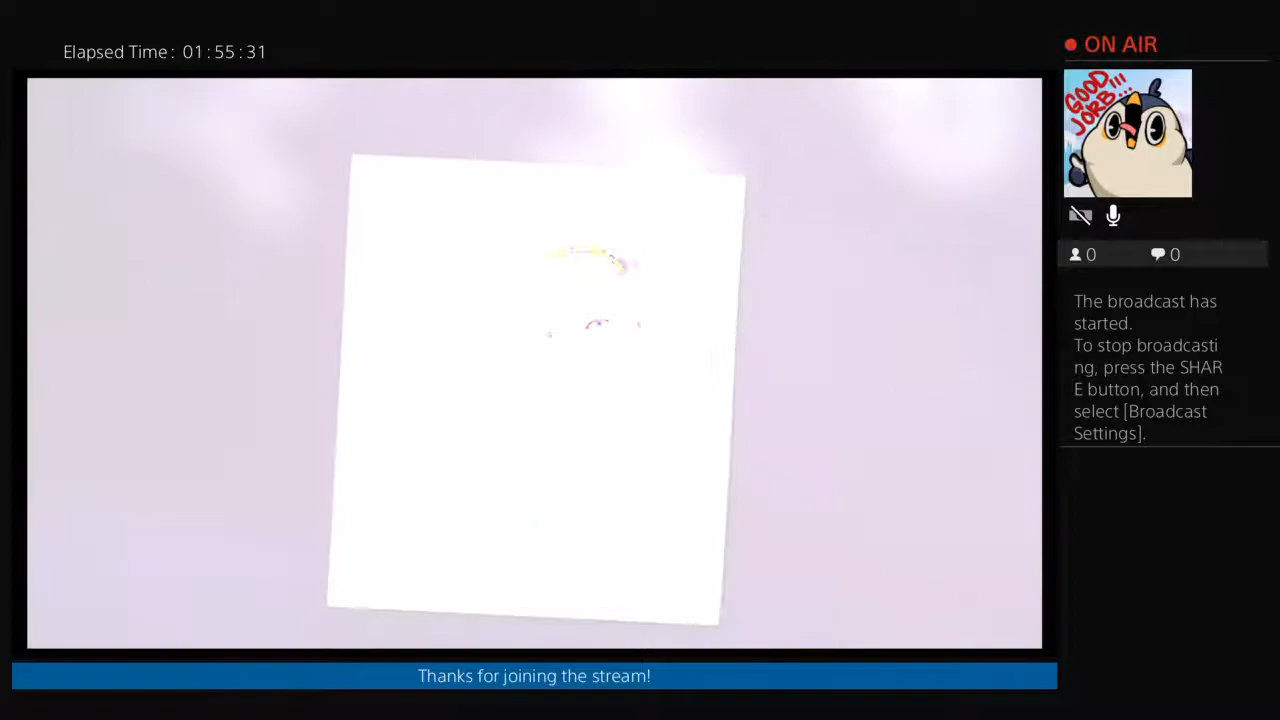 Elapsed Time: 01:55:31
ON AIR
GOOD
JORB!!!...
0 0
The broadcast has
started.
To stop broadcasti
ng, press the SHAR
E button, and then
select [Broadcast
Settings].
Thanks for joining the stream!